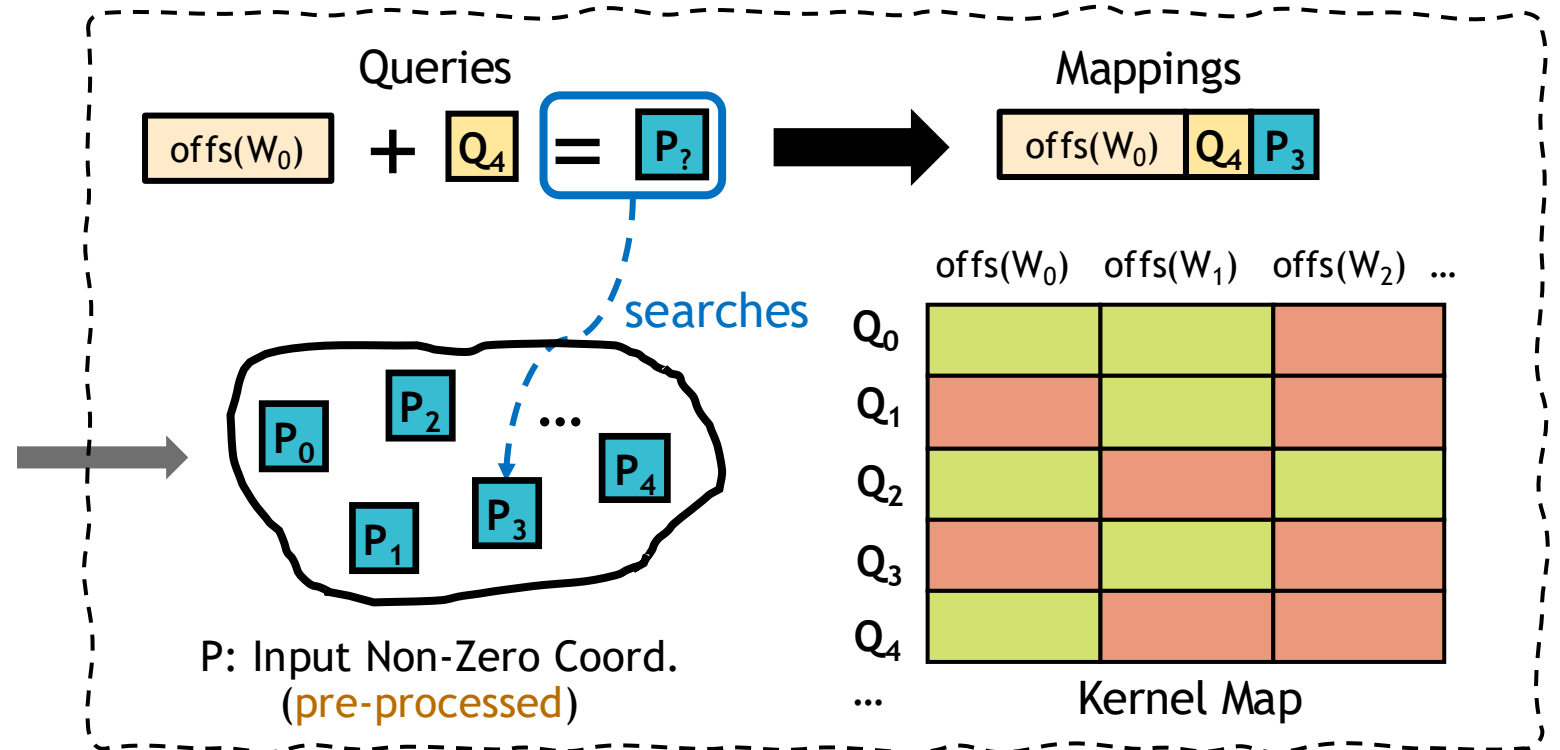 Queries
Mappings
offs(W₀) + Q₄ = P?
offs(W₀) Q₄ P₃
offs(W₀) offs(W₁) offs(W₂) …
searches
Q₀
Q₁
Q₂
Q₃
Q₄
…
P₀
P₂
…
P₄
P₃
P₁
P: Input Non-Zero Coord.
(pre-processed)
Kernel Map